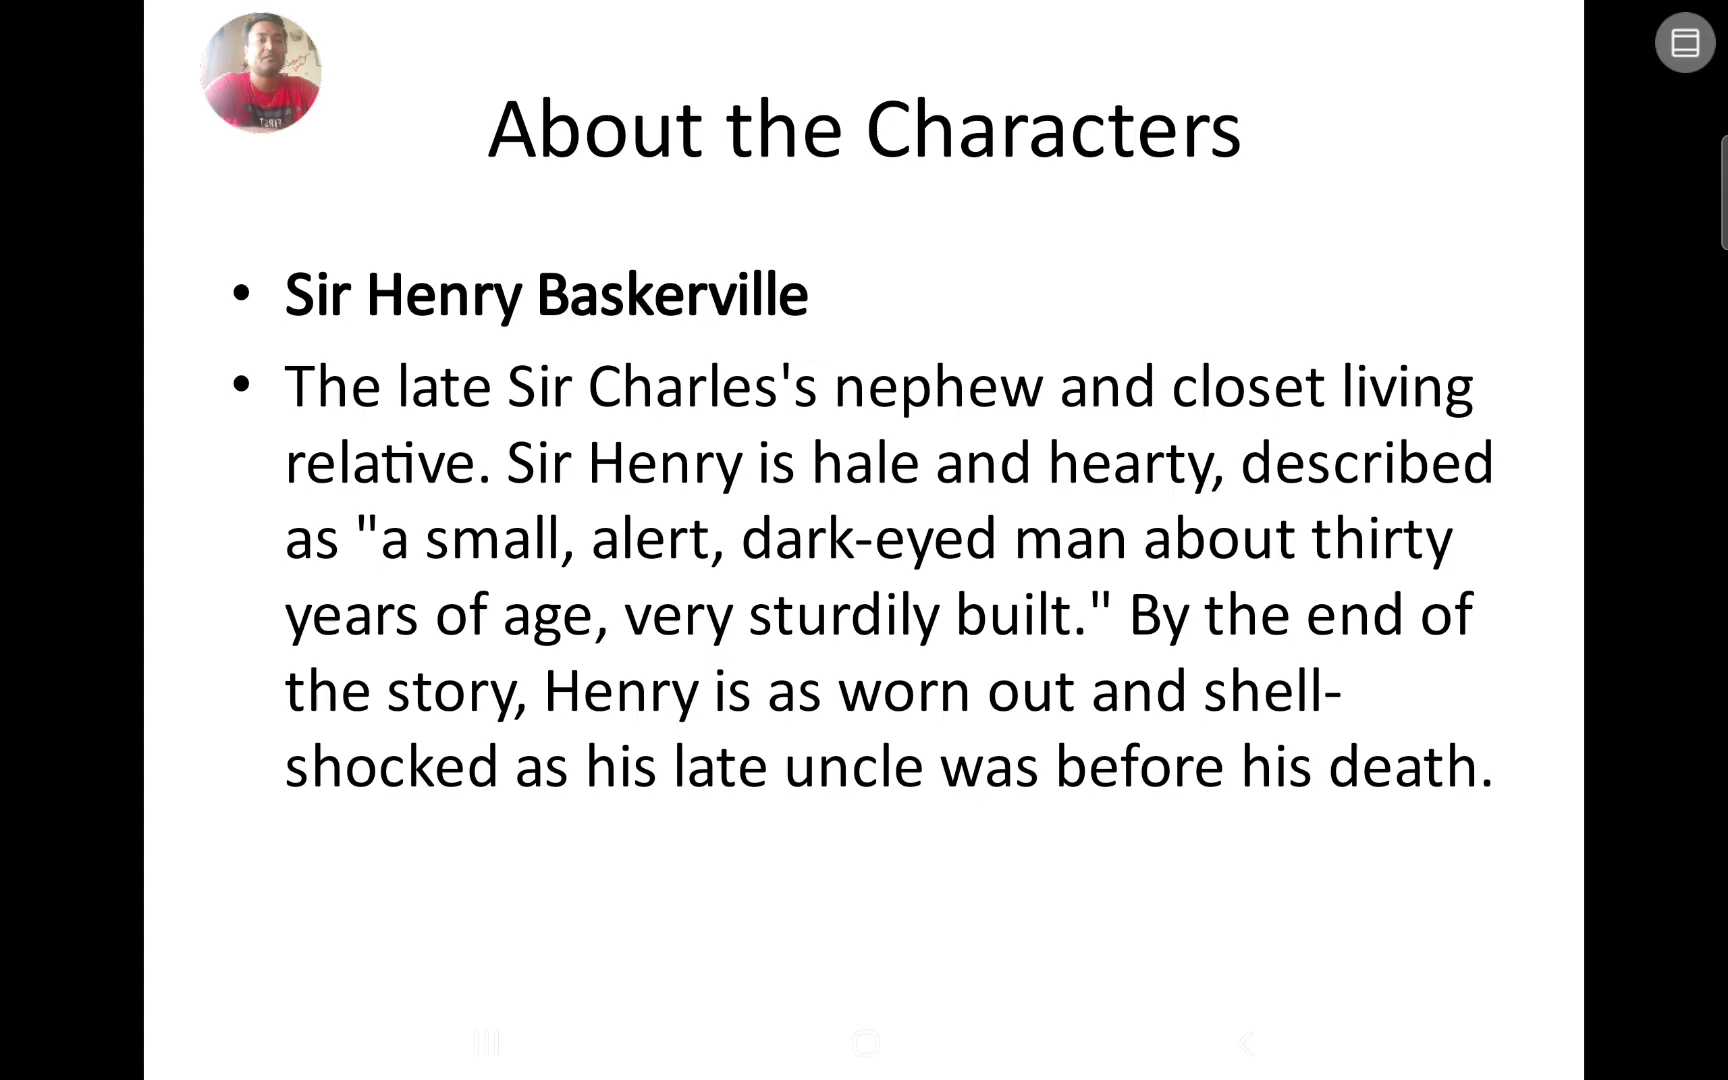 About the Characters
• Sir Henry Baskerville
• The late Sir Charles's nephew and closet living
relative. Sir Henry is hale and hearty, described
as "a small, alert, dark-eyed man about thirty
years of age, very sturdily built." By the end of
the story, Henry is as worn out and shell-
shocked as his late uncle was before his death.